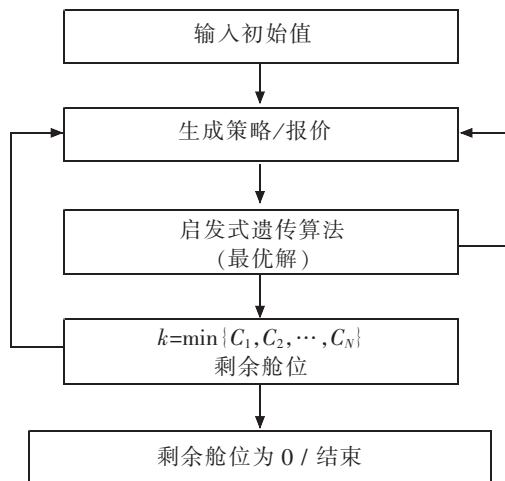 输入初始值
生成策略/报价
启发式遗传算法
(最优解)
k=min{C₁,C₂,⋯,C_N}
剩余舱位
剩余舱位为 0 / 结束